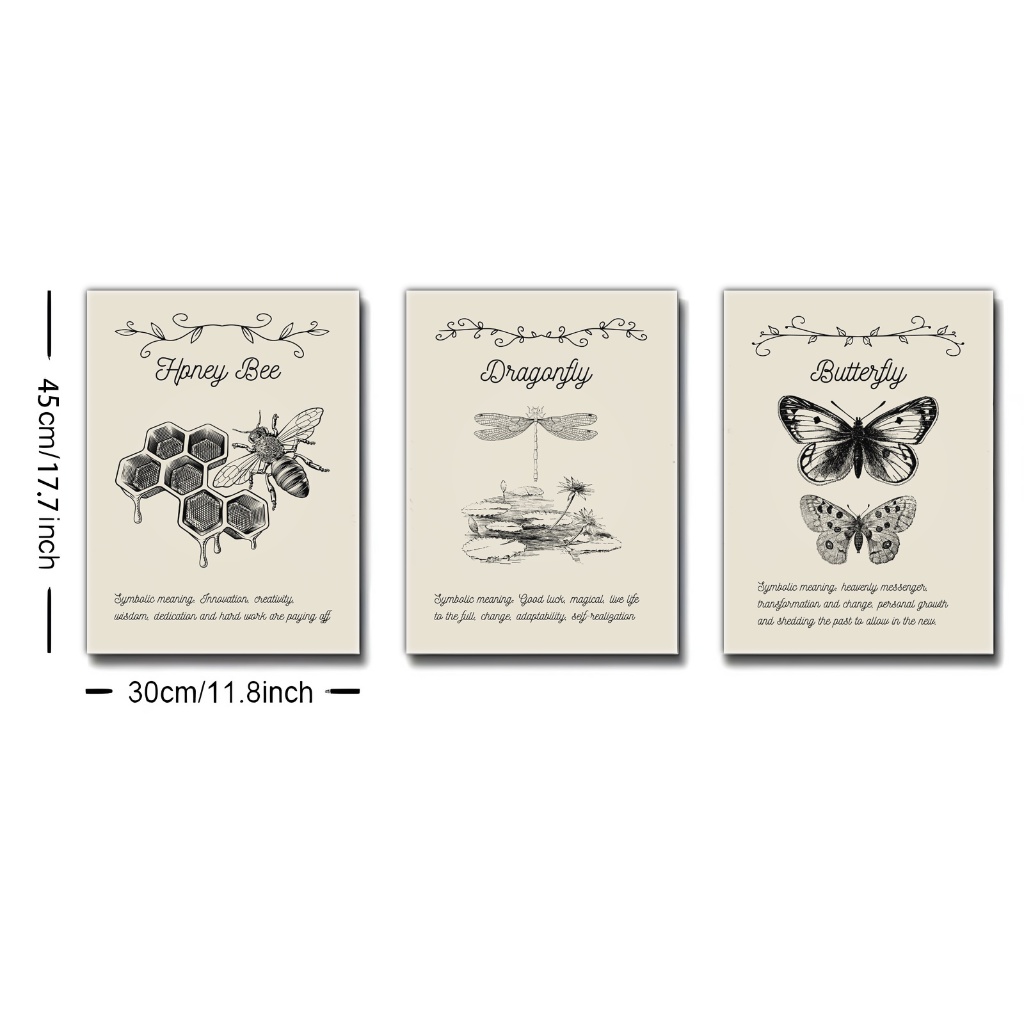 45cm/17.7inch
Honey Bee
Symbolic meaning: Innovation, creativity,
wisdom, dedication and hard work are paying off
30cm/11.8inch
Dragonfly
Symbolic meaning: Good luck, magical, live life
to the full, change, adaptability, self-realization
Butterfly
Symbolic meaning: heavenly messenger,
transformation and change, personal growth
and shedding the past to allow in the new.